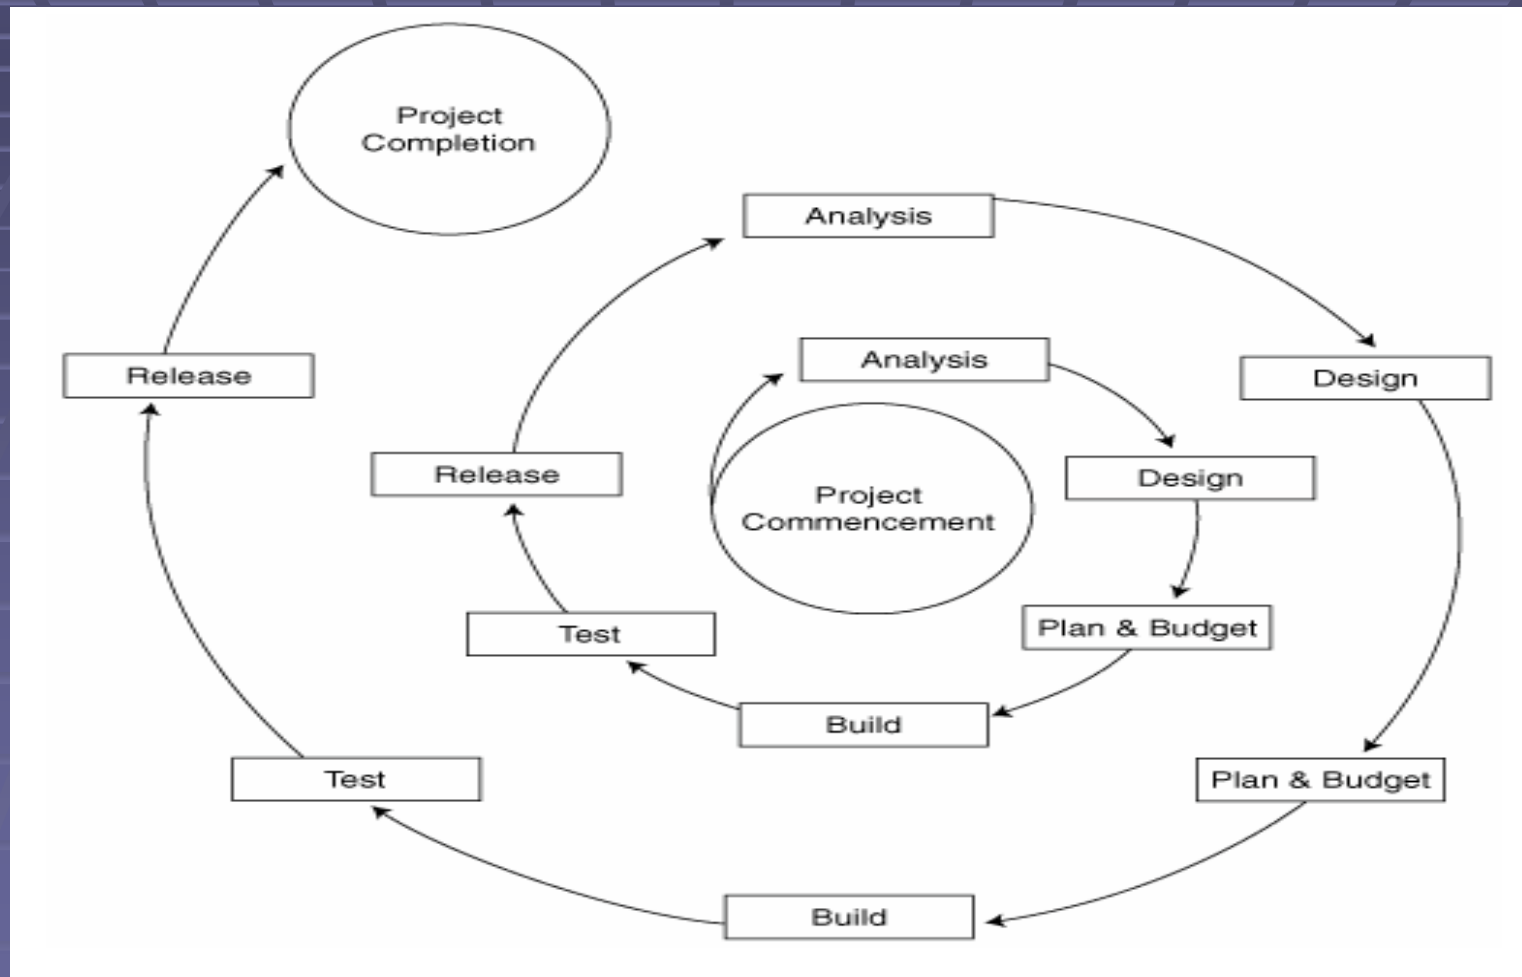 Project
Completion
Analysis
Analysis
Release
Design
Release
Design
Project
Commencement
Test
Plan & Budget
Build
Test
Plan & Budget
Build